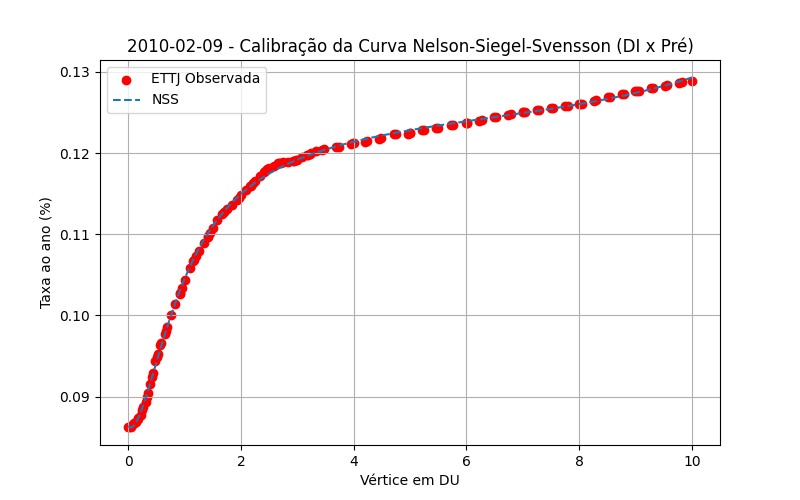 2010-02-09 - Calibração da Curva Nelson-Siegel-Svensson (DI x Pré)
ETTJ Observada
NSS
Taxa ao ano (%)
0.13
0.12
0.11
0.10
0.09
0 2 4 6 8 10
Vértice em DU